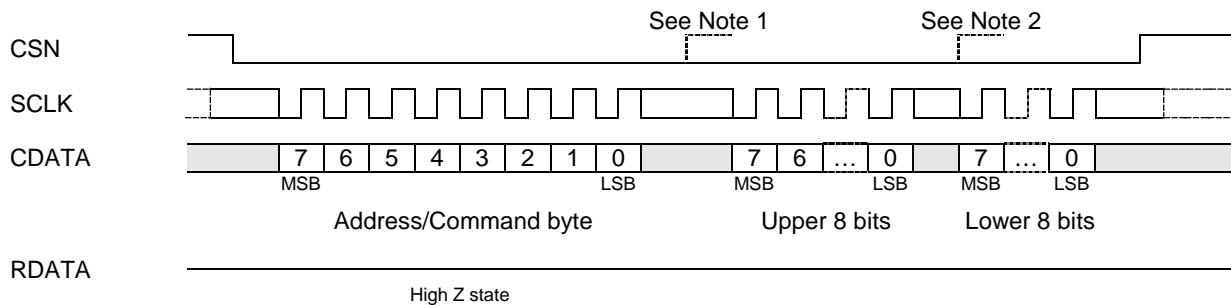 See Note 1 See Note 2
CSN
SCLK
CDATA 7 6 5 4 3 2 1 0 7 6 … 0 7 … 0
MSB LSB MSB LSB MSB LSB
Address/Command byte Upper 8 bits Lower 8 bits
RDATA
High Z state